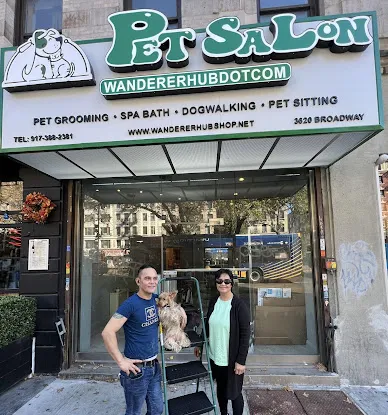 PET SALON
WANDERERHUBDOTCOM
PET GROOMING • SPA BATH • DOGWALKING • PET SITTING
TEL: 917-388-2381
WWW.WANDERERHUBSHOP.NET
3620 BROADWAY